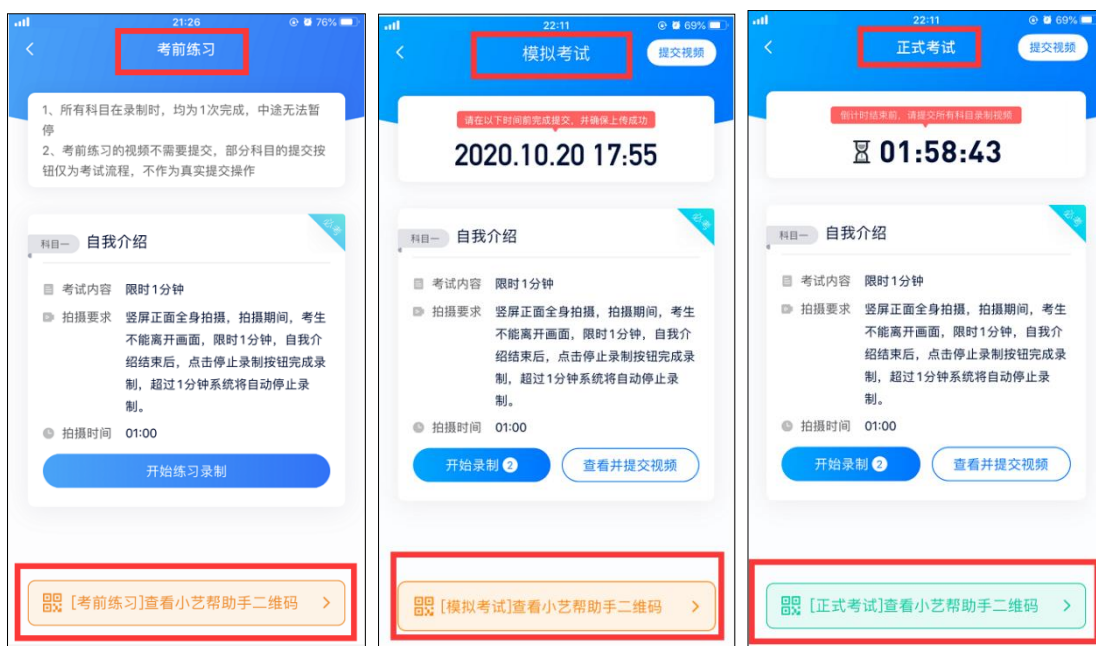 21:26
76%
考前练习
1、所有科目在录制时，均为1次完成，中途无法暂
停
2、考前练习的视频不需要提交，部分科目的提交按
钮仅为考试流程，不作为真实提交操作
必考
科目一 自我介绍
考试内容 限时1分钟
拍摄要求 竖屏正面全身拍摄，拍摄期间，考生
不能离开画面，限时1分钟，自我介
绍结束后，点击停止录制按钮完成录
制，超过1分钟系统将自动停止录
制。
拍摄时间 01:00
开始练习录制
[考前练习]查看小艺帮助手二维码
22:11
69%
模拟考试
提交视频
请在以下时间前完成提交，并确保上传成功
2020.10.20 17:55
必考
科目一 自我介绍
考试内容 限时1分钟
拍摄要求 竖屏正面全身拍摄，拍摄期间，考生
不能离开画面，限时1分钟，自我介
绍结束后，点击停止录制按钮完成录
制，超过1分钟系统将自动停止录
制。
拍摄时间 01:00
开始录制 2 查看并提交视频
[模拟考试]查看小艺帮助手二维码
22:11
69%
正式考试
提交视频
倒计时结束前，请提交所有科目录制视频
01:58:43
必考
科目一 自我介绍
考试内容 限时1分钟
拍摄要求 竖屏正面全身拍摄，拍摄期间，考生
不能离开画面，限时1分钟，自我介
绍结束后，点击停止录制按钮完成录
制，超过1分钟系统将自动停止录
制。
拍摄时间 01:00
开始录制 2 查看并提交视频
[正式考试]查看小艺帮助手二维码